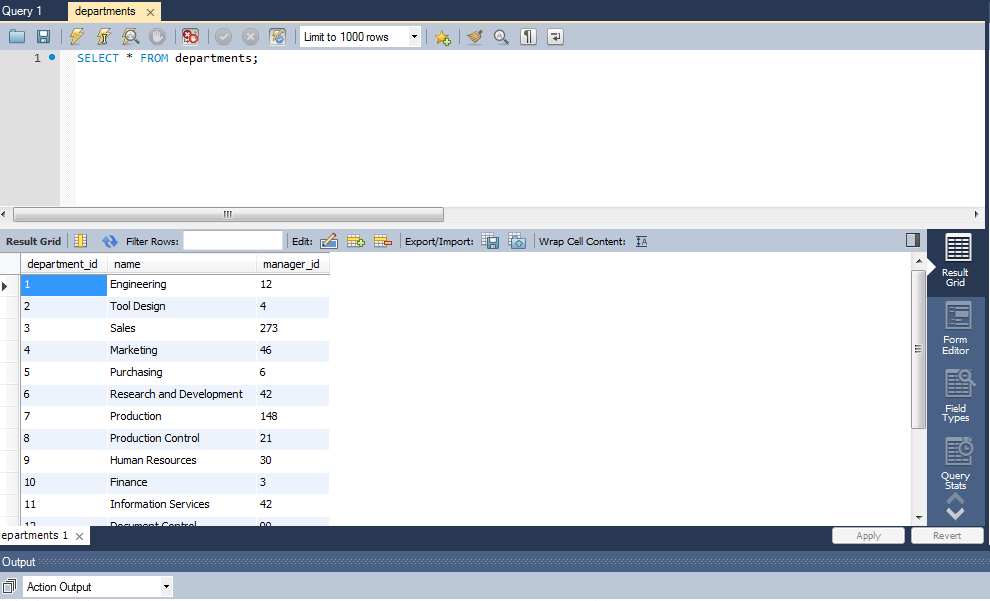 Query 1
departments
Limit to 1000 rows
1
SELECT * FROM departments;
Result Grid
Filter Rows:
Edit:
Export/Import:
Wrap Cell Content:
department_id name manager_id
1 Engineering 12
2 Tool Design 4
3 Sales 273
4 Marketing 46
5 Purchasing 6
6 Research and Development 42
7 Production 148
8 Production Control 21
9 Human Resources 30
10 Finance 3
11 Information Services 42
12 Document Control
Result
Grid
Form
Editor
Field
Types
Query
Stats
epartments 1
Apply
Revert
Output
Action Output